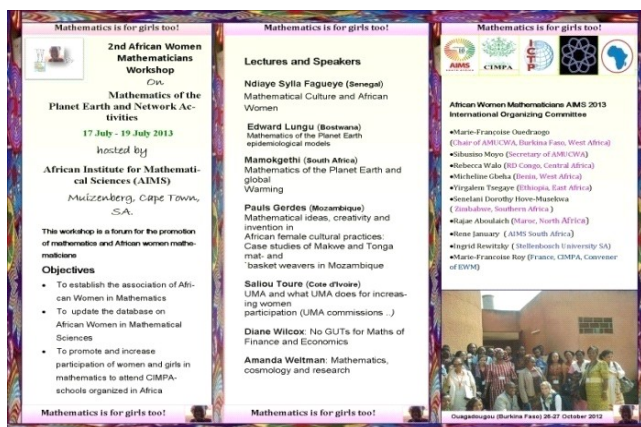 Mathematics is for girls too!
2nd African Women
Mathematicians
Workshop
On
Mathematics of the
Planet Earth and Network Ac-
tivities
17 July - 19 July 2013
hosted by
African Institute for Mathemati-
cal Sciences (AIMS)
Muizenberg, Cape Town,
S.A.
This workshop is a forum for the promotion
of mathematics and African women mathe-
maticians
Objectives
• To establish the association of Afri-
can Women in Mathematics
• To update the database on
African Women in Mathematical
Sciences
• To promote and increase
participation of women and girls in
mathematics to attend CIMPA-
schools organized in Africa
Mathematics is for girls too!
Mathematics is for girls too!
Lectures and Speakers
Ndiaye Sylla Fagueye (Senegal)
Mathematical Culture and African
Women
Edward Lungu (Bostwana)
Mathematics of the Planet Earth
epidemiological models
Mamokgethi (South Africa)
Mathematics of the Planet Earth and
global
Warming
Pauls Gerdes (Mozambique)
Mathematical ideas, creativity and
invention in
African female cultural practices:
Case studies of Makwe and Tonga
mat- and
`basket weavers in Mozambique
Saliou Toure (Cote d'Ivoire)
UMA and what UMA does for increas-
ing women
participation (UMA commissions ..)
Diane Wilcox: No GUTs for Maths of
Finance and Economics
Amanda Weltman: Mathematics,
cosmology and research
Mathematics is for girls too!
Mathematics is for girls too!
AIMS
CIMPA
ICTP
African Women Mathematicians AIMS 2013
International Organizing Committee
•Marie-Francoise Ouedraogo
(Chair of AMUCWA, Burkina Faso, West Africa)
•Sibusiso Moyo (Secretary of AMUCWA)
•Rebecca Walo (RD Congo, Central Africa)
•Micheline Gbeha (Benin, West Africa)
•Yirgalem Tsegaye (Ethiopia, East Africa)
•Senelani Dorothy Hove-Musekwa
( Zimbabwe, Southern Africa )
•Rajae Aboulaich (Maroc, North Africa)
•Rene January ( AIMS South Africa)
•Ingrid Rewitzky ( Stellenbosch University SA)
•Marie-Francoise Roy (France, CIMPA, Convener
of EWM)
Ouagadougou (Burkina Faso) 26-27 October 2012